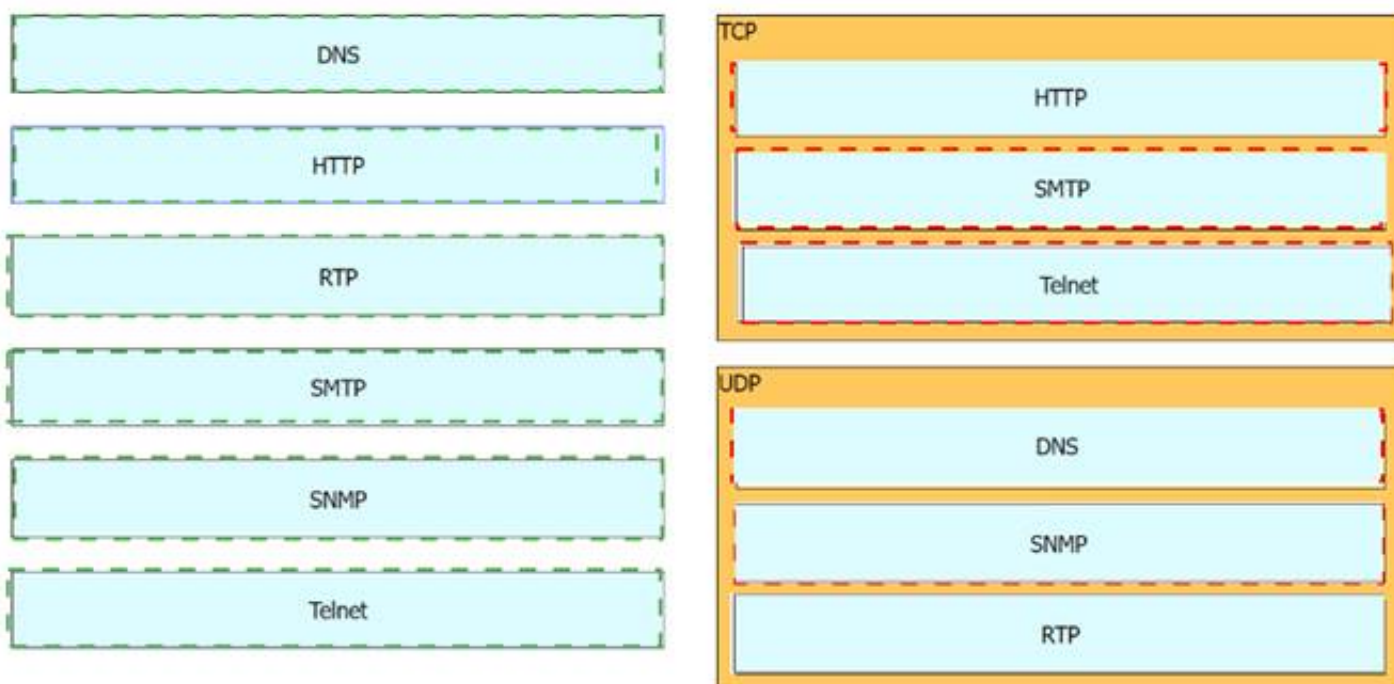 DNS
HTTP
RTP
SMTP
SNMP
Telnet
TCP
HTTP
SMTP
Telnet
UDP
DNS
SNMP
RTP